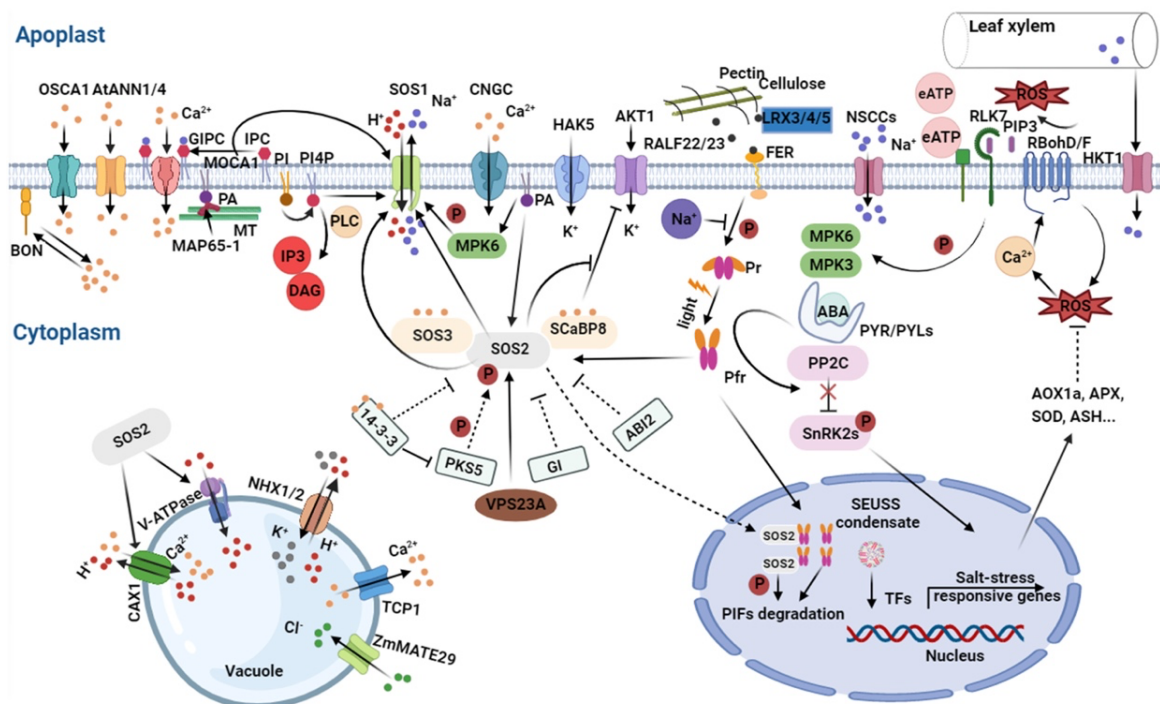 Apoplast
Leaf xylem
OSCA1 AtANN1/4
Ca²⁺
GIPC
IPC
MOCA1
PI
PI4P
PA
MT
MAP65-1
BON
PLC
IP3
DAG
SOS1
H⁺
Na⁺
CNGC
Ca²⁺
PA
P
MPK6
HAK5
K⁺
AKT1
K⁺
Pectin
Cellulose
LRX3/4/5
RALF22/23
FER
Na⁺
P
Pr
light
Pfr
NSCCs
Na⁺
eATP
eATP
ROS
RLK7
PIP3
RBohD/F
HKT1
MPK6
MPK3
P
Ca²⁺
ROS
ABA
PYR/PYLs
PP2C
SnRK2s
P
AOX1a, APX,
SOD, ASH...
Cytoplasm
SOS3
SOS2
SCaBP8
P
14-3-3
P
PKS5
GI
ABI2
VPS23A
SOS2
V-ATPase
NHX1/2
K⁺
H⁺
Ca²⁺
H⁺
CAX1
Ca²⁺
TCP1
Cl⁻
ZmMATE29
Vacuole
SEUSS
condensate
SOS2
SOS2
P
PIFs degradation
TFs
Salt-stress
responsive genes
Nucleus